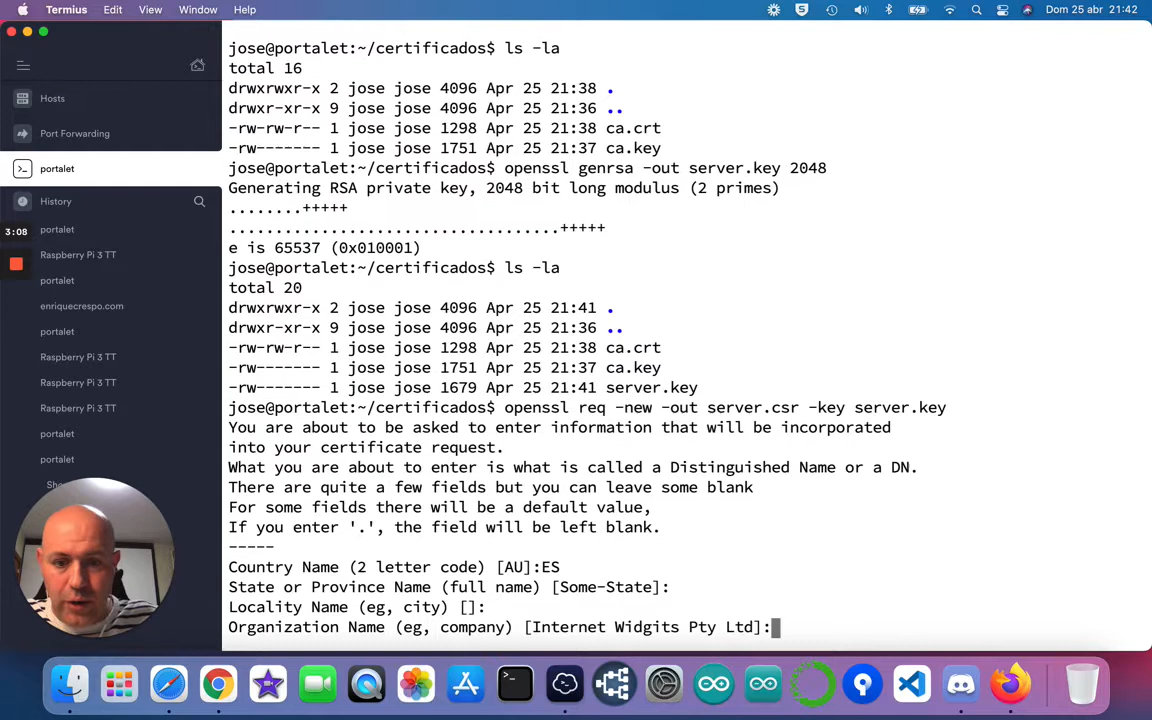 Termius Edit View Window Help
Dom 25 abr 21:42
Hosts
Port Forwarding
portalet
History
portalet
3:08
Raspberry Pi 3 TT
portalet
enriquecrespo.com
portalet
Raspberry Pi 3 TT
Raspberry Pi 3 TT
Raspberry Pi 3 TT
portalet
portalet
jose@portalet:~/certificados$ ls -la
total 16
drwxrwxr-x 2 jose jose 4096 Apr 25 21:38 .
drwxr-xr-x 9 jose jose 4096 Apr 25 21:36 ..
-rw-rw-r-- 1 jose jose 1298 Apr 25 21:38 ca.crt
-rw------- 1 jose jose 1751 Apr 25 21:37 ca.key
jose@portalet:~/certificados$ openssl genrsa -out server.key 2048
Generating RSA private key, 2048 bit long modulus (2 primes)
........+++++
....................................+++++
e is 65537 (0x010001)
jose@portalet:~/certificados$ ls -la
total 20
drwxrwxr-x 2 jose jose 4096 Apr 25 21:41 .
drwxr-xr-x 9 jose jose 4096 Apr 25 21:36 ..
-rw-rw-r-- 1 jose jose 1298 Apr 25 21:38 ca.crt
-rw------- 1 jose jose 1751 Apr 25 21:37 ca.key
-rw------- 1 jose jose 1679 Apr 25 21:41 server.key
jose@portalet:~/certificados$ openssl req -new -out server.csr -key server.key
You are about to be asked to enter information that will be incorporated
into your certificate request.
What you are about to enter is what is called a Distinguished Name or a DN.
There are quite a few fields but you can leave some blank
For some fields there will be a default value,
If you enter '.', the field will be left blank.
-----
Country Name (2 letter code) [AU]:ES
State or Province Name (full name) [Some-State]:
Locality Name (eg, city) []:
Organization Name (eg, company) [Internet Widgits Pty Ltd]: